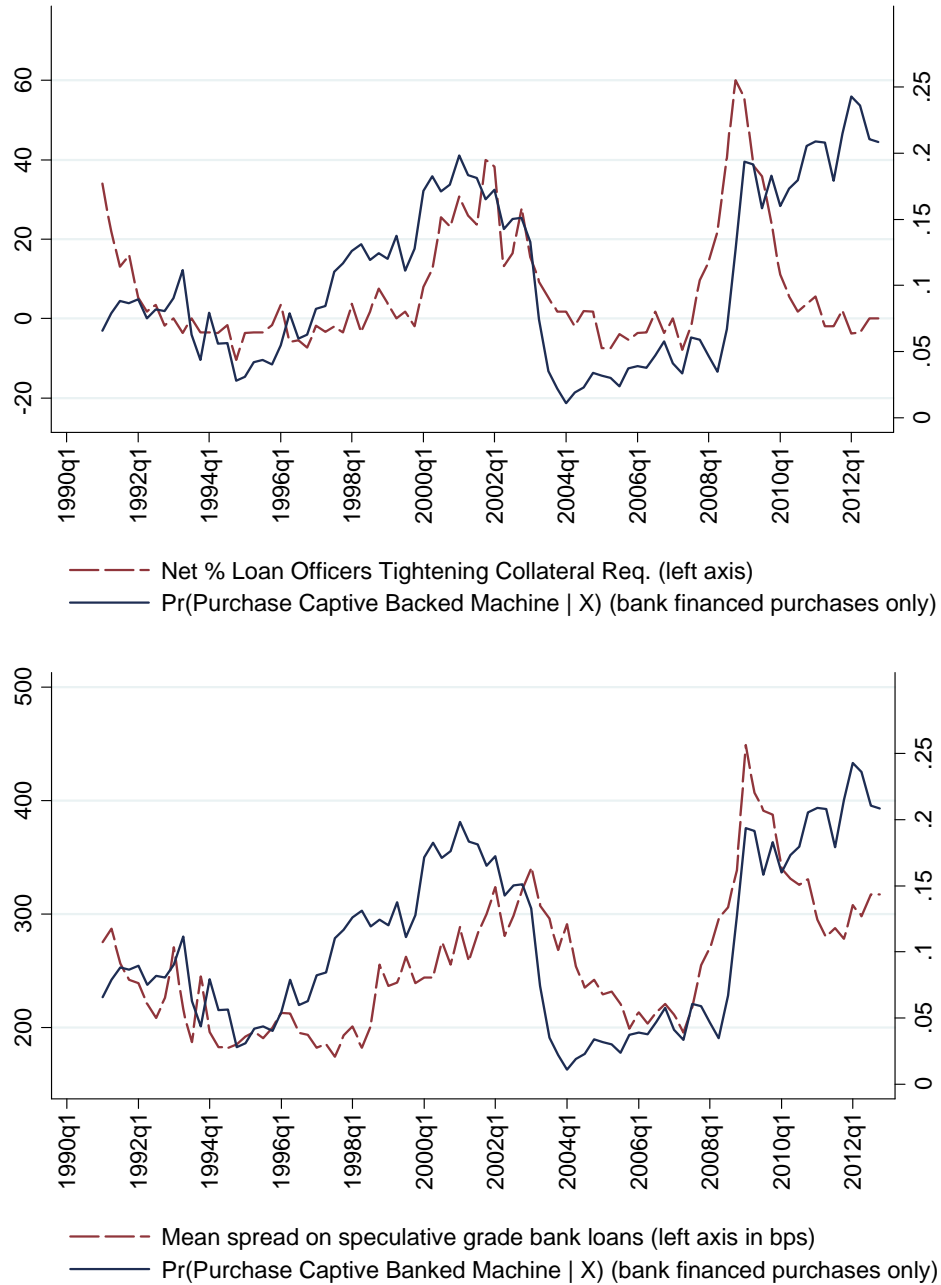 60
40
20
0
-20
.25
.2
.15
.1
.05
0
1990q1
1992q1
1994q1
1996q1
1998q1
2000q1
2002q1
2004q1
2006q1
2008q1
2010q1
2012q1
Net % Loan Officers Tightening Collateral Req. (left axis)
Pr(Purchase Captive Backed Machine | X) (bank financed purchases only)
500
400
300
200
.25
.2
.15
.1
.05
0
1990q1
1992q1
1994q1
1996q1
1998q1
2000q1
2002q1
2004q1
2006q1
2008q1
2010q1
2012q1
Mean spread on speculative grade bank loans (left axis in bps)
Pr(Purchase Captive Banked Machine | X) (bank financed purchases only)